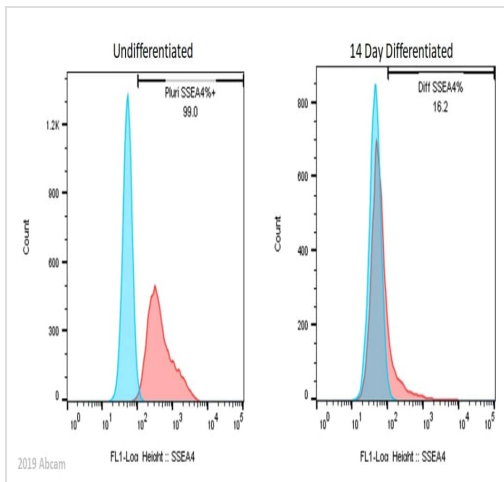 Undifferentiated
Pluri SSEA4%+
99.0
1.2K
900
600
300
0
Count
10^0 10^1 10^2 10^3 10^4 10^5
FL1-Log_Height :: SSEA4
14 Day Differentiated
Diff SSEA4%
16.2
800
600
400
200
0
Count
10^0 10^1 10^2 10^3 10^4 10^5
FL1-Log_Height :: SSEA4
2019 Abcam